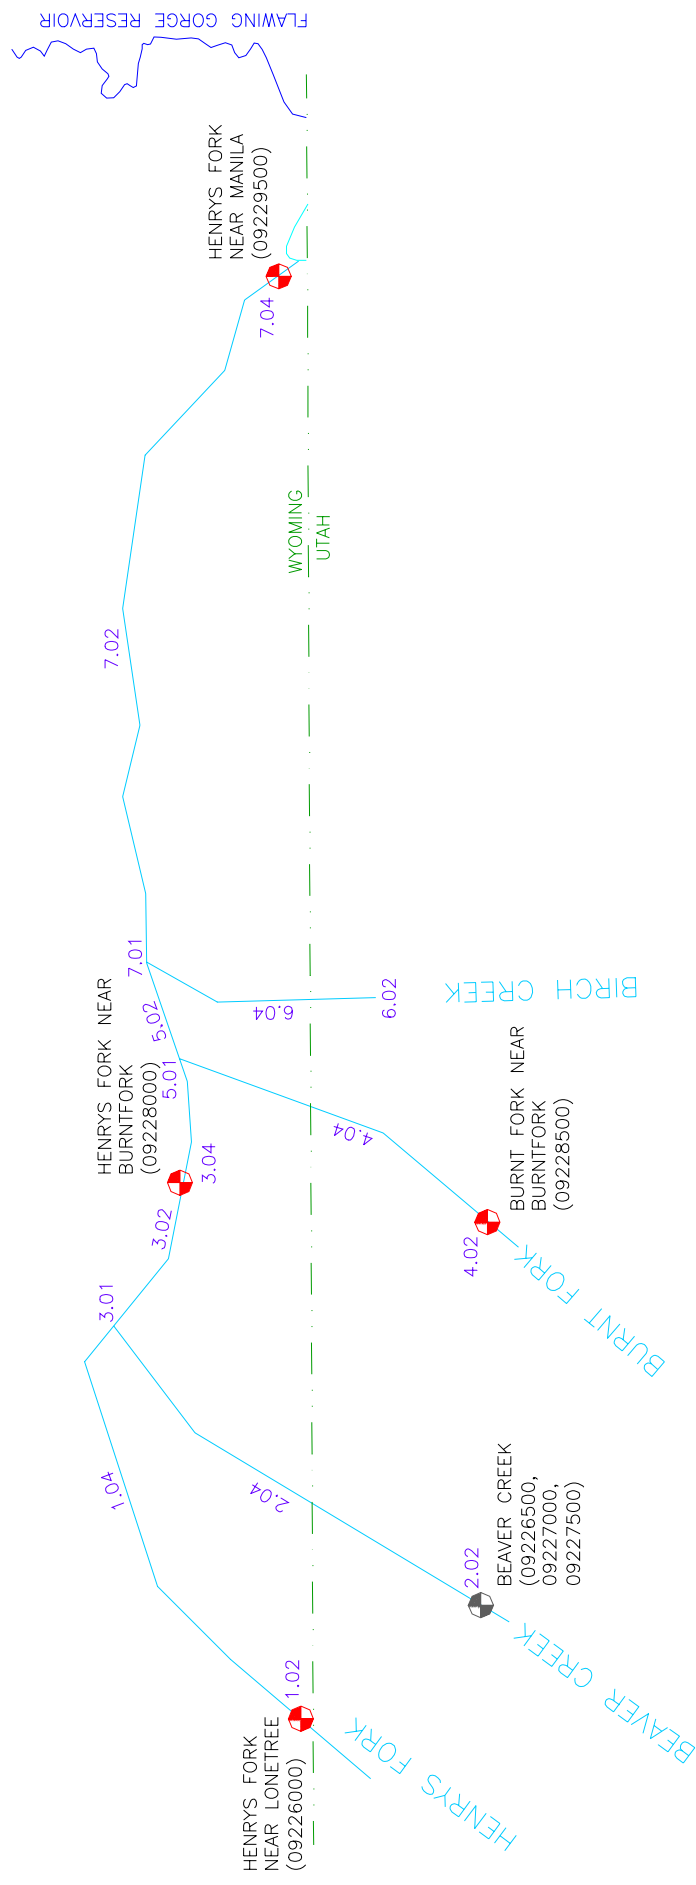 FLAWING GORGE RESERVOIR
HENRYS FORK
NEAR MANILA
(09229500)
7.04
WYOMING
UTAH
7.02
7.01
HENRYS FORK NEAR
BURNTFORK
(09228000)
5.02
5.01
6.04
6.02
BIRCH CREEK
3.04
3.02
3.01
4.04
4.02
BURNT FORK NEAR
BURNTFORK
(09228500)
BURNT FORK
1.04
2.04
2.02
BEAVER CREEK
(09226500,
09227000,
09227500)
BEAVER CREEK
1.02
HENRYS FORK
NEAR LONETREE
(09226000)
HENRYS FORK